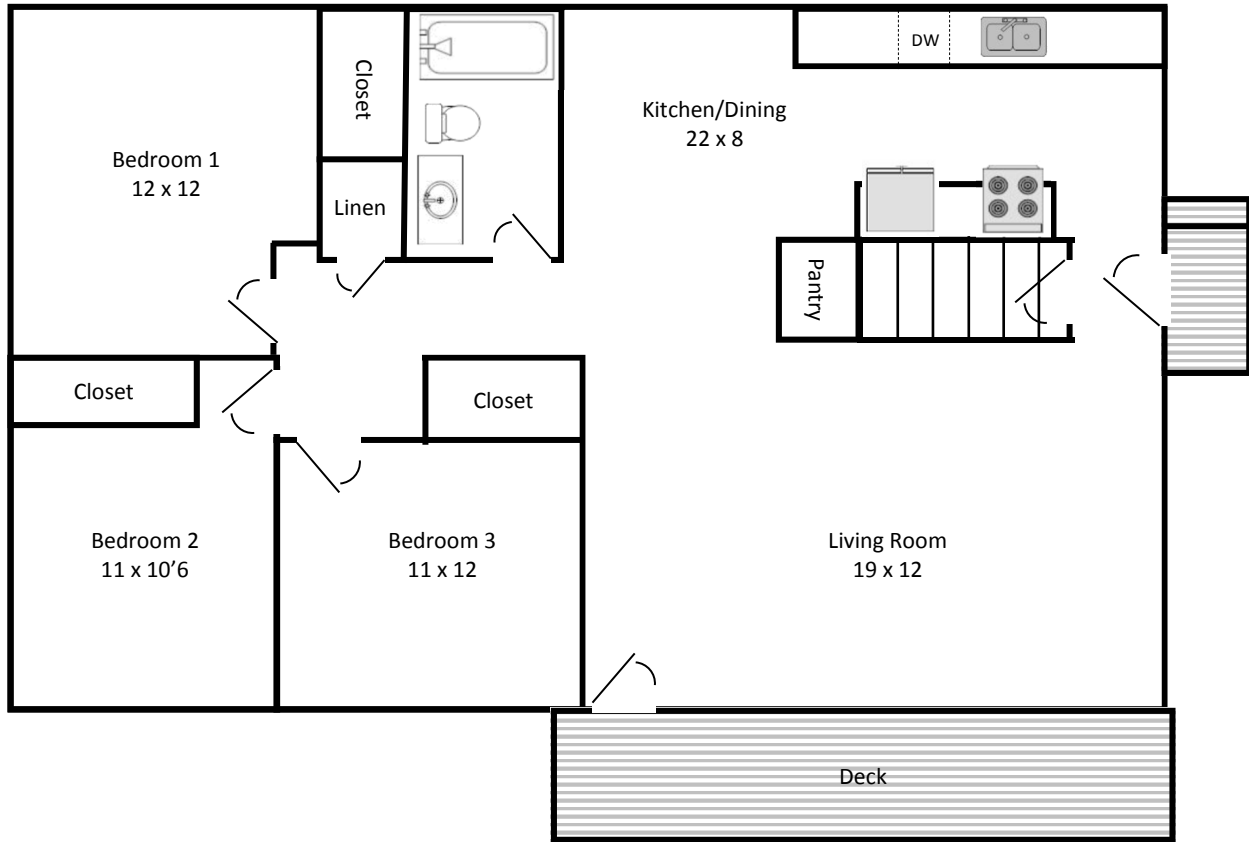 DW
Kitchen/Dining
22 x 8
Closet
Bedroom 1
12 x 12
Linen
Pantry
Closet
Closet
Bedroom 2
11 x 10’6
Bedroom 3
11 x 12
Living Room
19 x 12
Deck